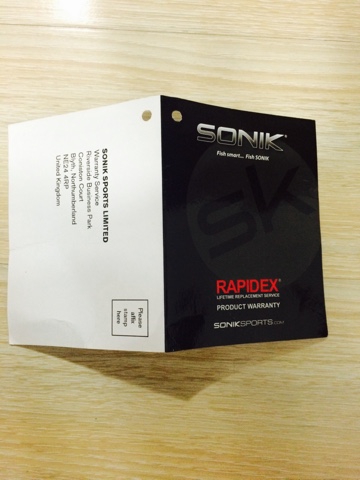 SONIK SPORTS LIMITED
Warranty Service
Riverside Business Park
Coniston Court
Blyth, Northumberland
NE24 4RP
United Kingdom
Please
affix
stamp
here
SONIK®
Fish smart... Fish SONIK
RAPIDEX®
LIFETIME REPLACEMENT SERVICE
PRODUCT WARRANTY
SONIKSPORTS.COM